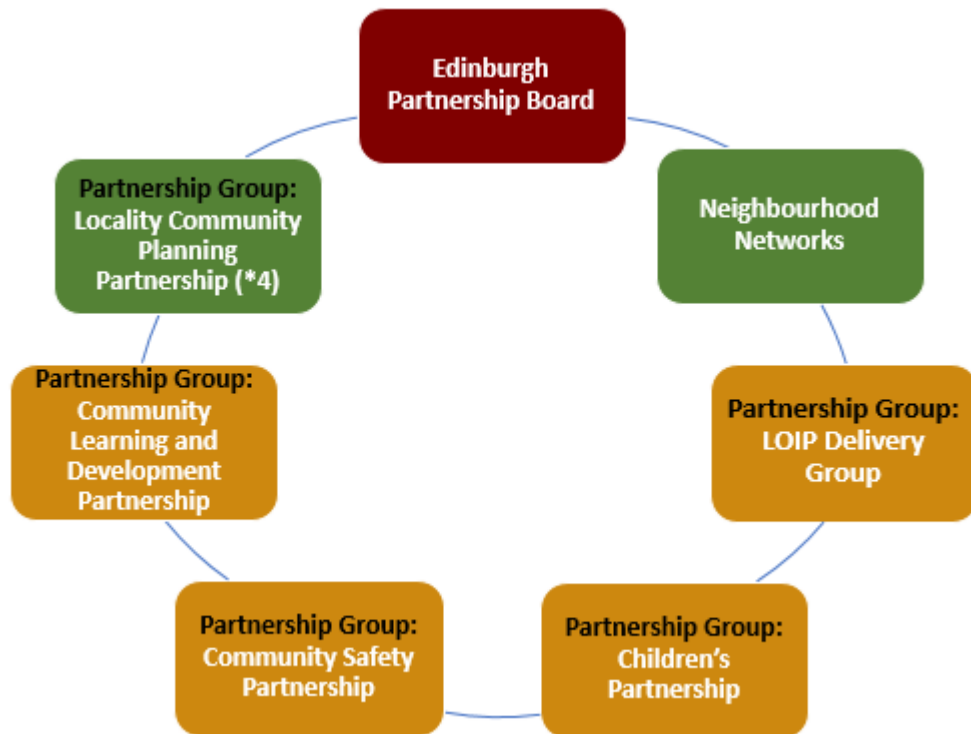 Edinburgh
Partnership Board
Partnership Group:
Locality Community
Planning
Partnership (*4)
Neighbourhood
Networks
Partnership Group:
Community
Learning and
Development
Partnership
Partnership Group:
LOIP Delivery
Group
Partnership Group:
Community Safety
Partnership
Partnership Group:
Children’s
Partnership